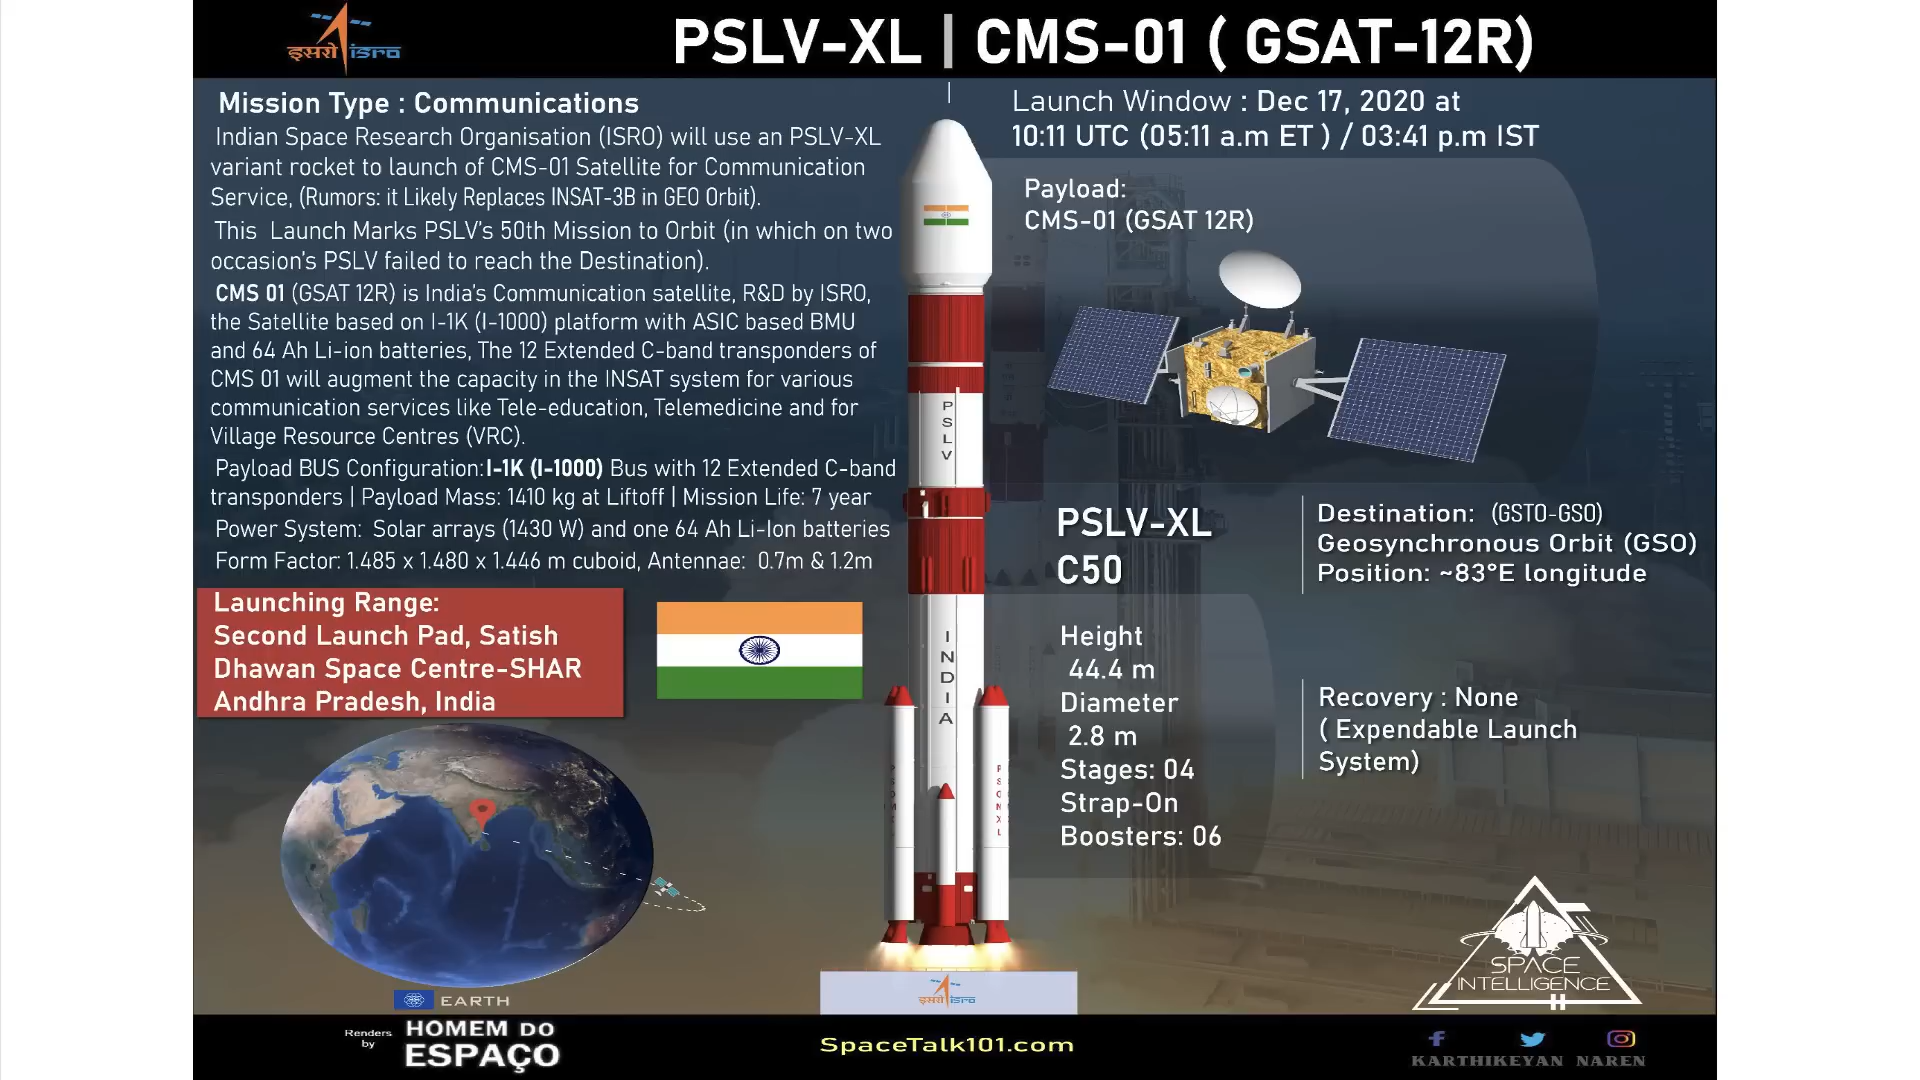 इसरो isro
PSLV-XL | CMS-01 ( GSAT-12R)
Mission Type : Communications
Indian Space Research Organisation (ISRO) will use an PSLV-XL
variant rocket to launch of CMS-01 Satellite for Communication
Service, (Rumors: it Likely Replaces INSAT-3B in GEO Orbit).
This Launch Marks PSLV's 50th Mission to Orbit (in which on two
occasion's PSLV failed to reach the Destination).
CMS 01 (GSAT 12R) is India's Communication satellite, R&D by ISRO,
the Satellite based on I-1K (I-1000) platform with ASIC based BMU
and 64 Ah Li-ion batteries, The 12 Extended C-band transponders of
CMS 01 will augment the capacity in the INSAT system for various
communication services like Tele-education, Telemedicine and for
Village Resource Centres (VRC).
Payload BUS Configuration:I-1K (I-1000) Bus with 12 Extended C-band
transponders | Payload Mass: 1410 kg at Liftoff | Mission Life: 7 year
Power System: Solar arrays (1430 W) and one 64 Ah Li-Ion batteries
Form Factor: 1.485 x 1.480 x 1.446 m cuboid, Antennae: 0.7m & 1.2m
Launching Range:
Second Launch Pad, Satish
Dhawan Space Centre-SHAR
Andhra Pradesh, India
EARTH
PSLV
INDIA
PSOM XL
इसरो isro
Launch Window : Dec 17, 2020 at
10:11 UTC (05:11 a.m ET ) / 03:41 p.m IST
Payload:
CMS-01 (GSAT 12R)
PSLV-XL
C50
Height
44.4 m
Diameter
2.8 m
Stages: 04
Strap-On
Boosters: 06
Destination: (GSTO-GSO)
Geosynchronous Orbit (GSO)
Position: ~83°E longitude
Recovery : None
( Expendable Launch
System)
SPACE
INTELLIGENCE
Renders
by
HOMEM DO
ESPAÇO
SpaceTalk101.com
KARTHIKEYAN NAREN